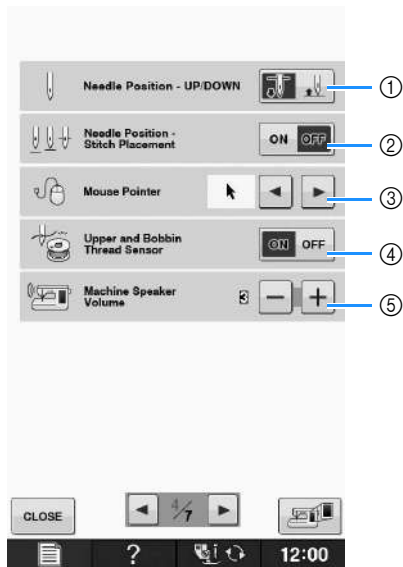 Needle Position - UP/DOWN
①
Needle Position -
Stitch Placement
ON OFF
②
Mouse Pointer
③
Upper and Bobbin
Thread Sensor
ON OFF
④
Machine Speaker
Volume
3 − +
⑤
CLOSE
4/7
?
12:00